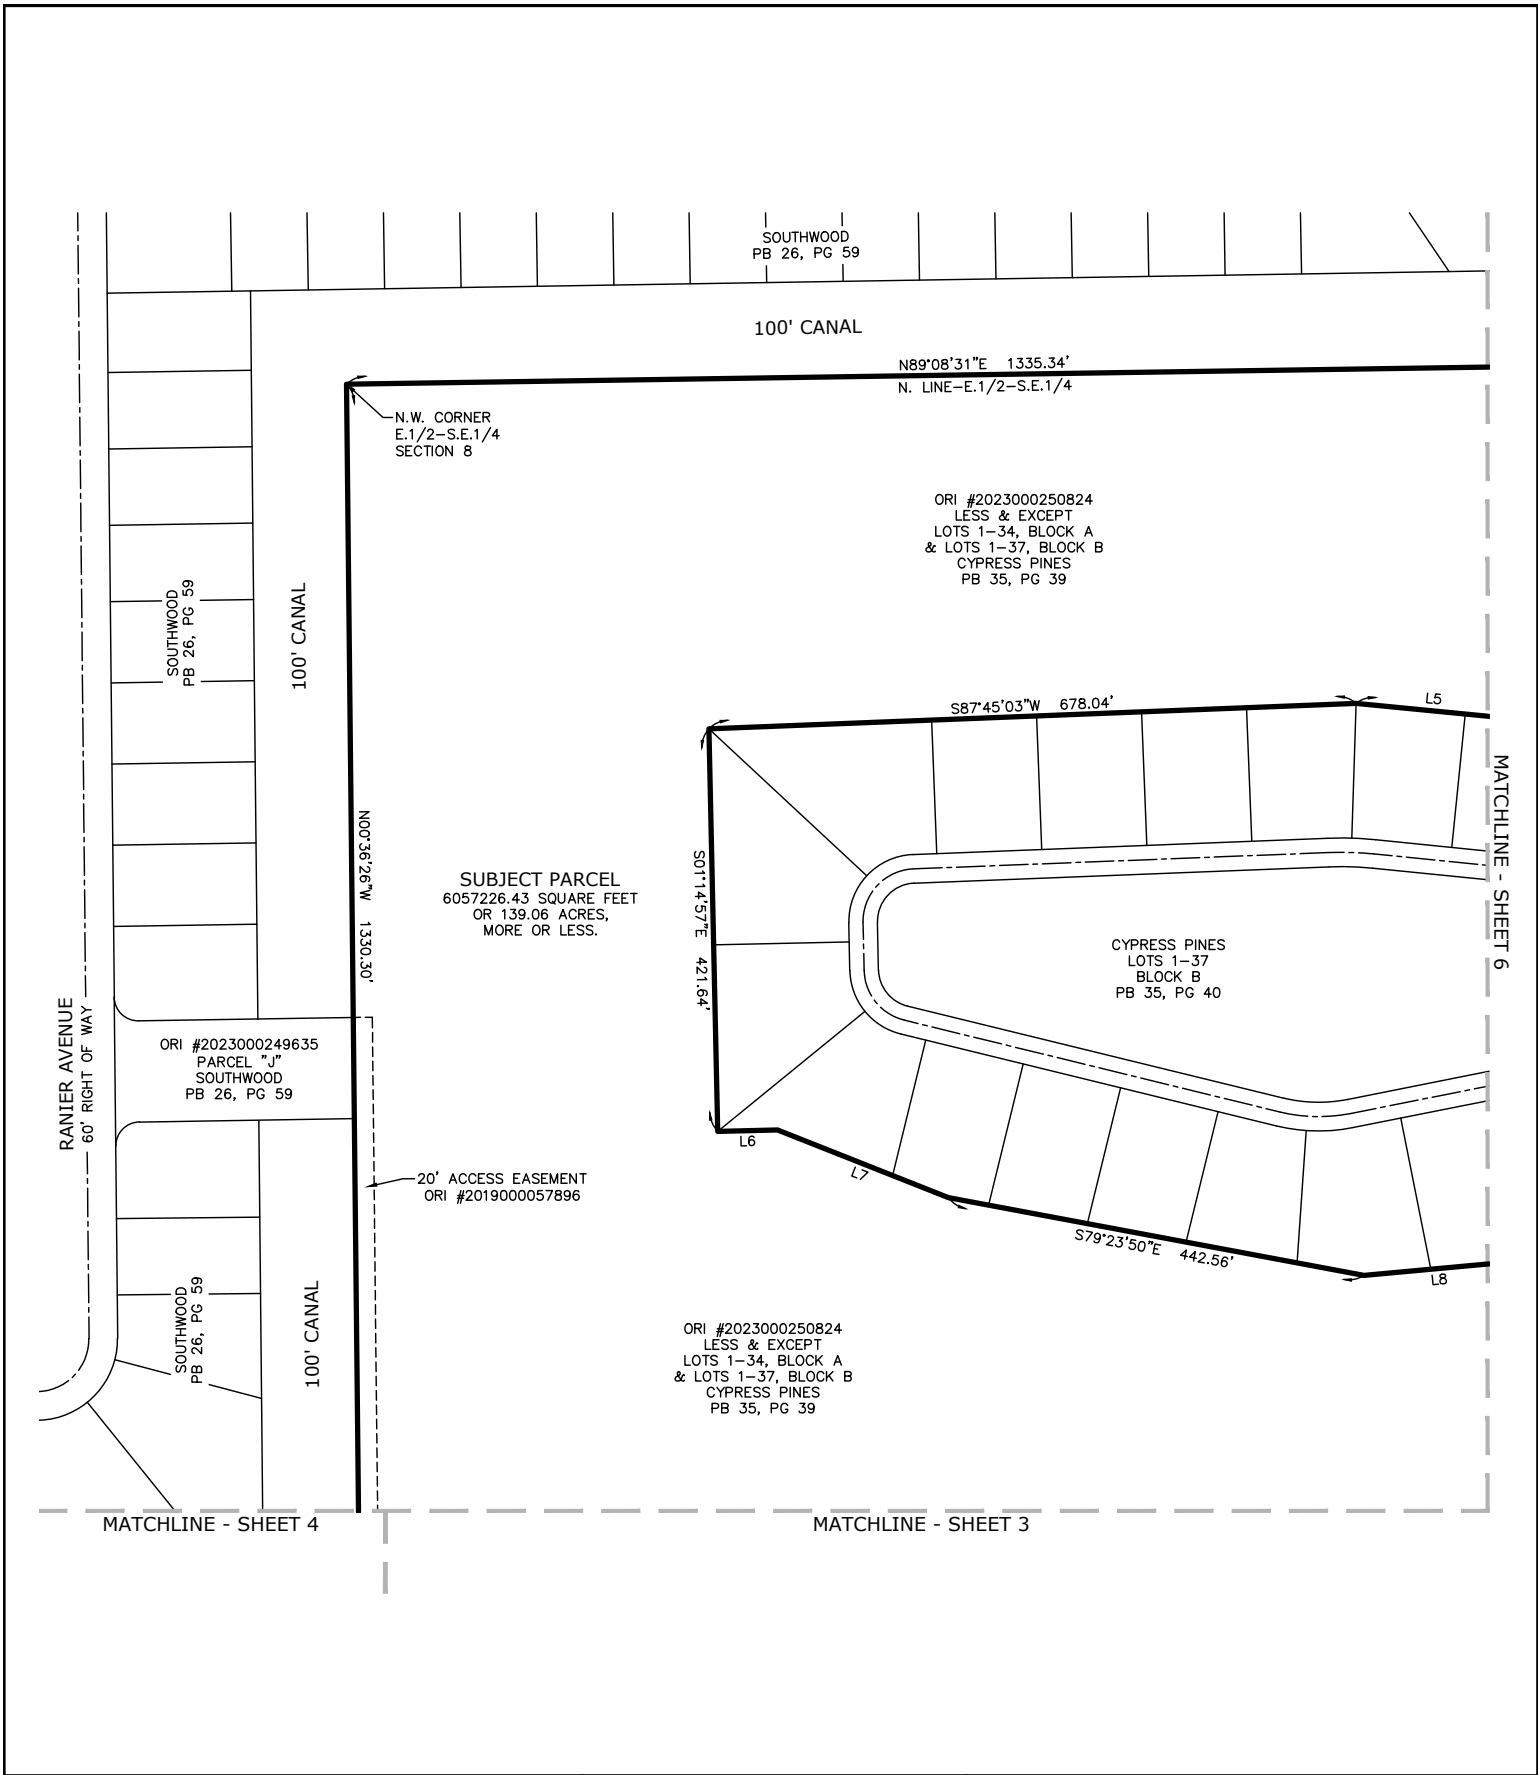 SOUTHWOOD
PB 26, PG 59
100' CANAL
N89°08'31"E 1335.34'
N. LINE-E.1/2-S.E.1/4
N.W. CORNER
E.1/2-S.E.1/4
SECTION 8
ORI #2023000250824
LESS & EXCEPT
LOTS 1-34, BLOCK A
& LOTS 1-37, BLOCK B
CYPRESS PINES
PB 35, PG 39
SOUTHWOOD
PB 26, PG 59
100' CANAL
S87°45'03"W 678.04'
L5
MATCHLINE - SHEET 6
N00°36'26"W 1330.30'
SUBJECT PARCEL
6057226.43 SQUARE FEET
OR 139.06 ACRES,
MORE OR LESS.
S01°14'57"E 421.64'
CYPRESS PINES
LOTS 1-37
BLOCK B
PB 35, PG 40
RANIER AVENUE
60' RIGHT OF WAY
ORI #2023000249635
PARCEL "J"
SOUTHWOOD
PB 26, PG 59
L6
L7
20' ACCESS EASEMENT
ORI #2019000057896
S79°23'50"E 442.56'
L8
SOUTHWOOD
PB 26, PG 59
100' CANAL
ORI #2023000250824
LESS & EXCEPT
LOTS 1-34, BLOCK A
& LOTS 1-37, BLOCK B
CYPRESS PINES
PB 35, PG 39
MATCHLINE - SHEET 4
MATCHLINE - SHEET 3